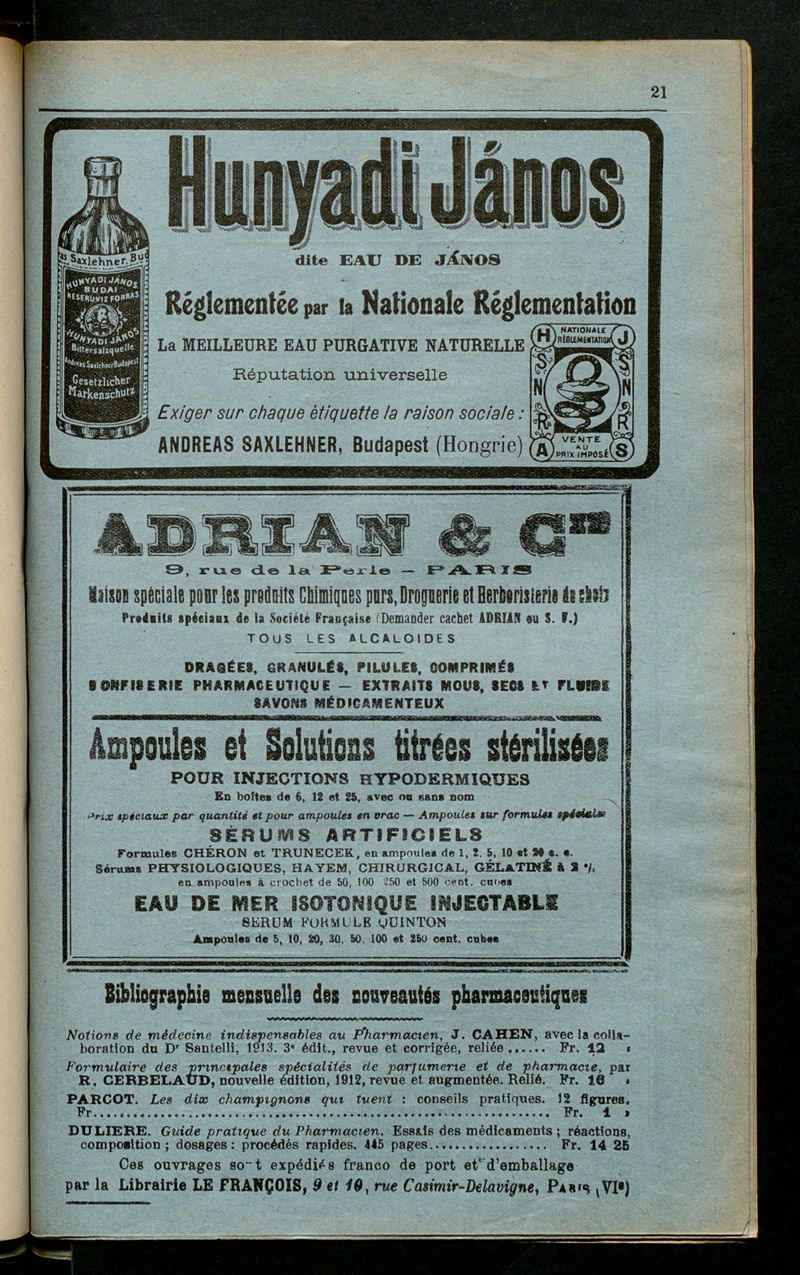 21
Hunyadi János
dite EAU DE JÁNOS
Réglementée par la Nationale Réglementation
La MEILLEURE EAU PURGATIVE NATURELLE
Réputation universelle
Exiger sur chaque étiquette la raison sociale :
ANDREAS SAXLEHNER, Budapest (Hongrie)
Saxlehner, Bud
HUNYADI JÁNOS
BUDAI
KESERÜVIZ FORRÁS
HUNYADI JÁNOS
Bittersalzquelle
Andreas Saxlehner Budapest
Gesetzlicher
Markenschutz
H NATIONALE J
RÉGLEMENTATION
S S
N N
R R
A VENTE S
AU
PRIX IMPOSÉ
ADRIAN & Cie
9, rue de la Perle — PARIS
Maison spéciale pour les produits Chimiques purs, Droguerie et Herboristerie de choix
Produits spéciaux de la Société Française (Demander cachet ADRIAN ou S. F.)
TOUS LES ALCALOIDES
DRAGÉES, GRANULÉS, PILULES, COMPRIMÉS
CONFISERIE PHARMACEUTIQUE — EXTRAITS MOUS, SECS ET FLUIDES
SAVONS MÉDICAMENTEUX
Ampoules et Solutions titrées stérilisées
POUR INJECTIONS HYPODERMIQUES
En boîtes de 6, 12 et 25, avec ou sans nom
Prix spéciaux par quantité et pour ampoules en vrac — Ampoules sur formules spéciales
SÉRUMS ARTIFICIELS
Formules CHÉRON et TRUNECEK, en ampoules de 1, 2, 5, 10 et 20 c. c.
Sérums PHYSIOLOGIQUES, HAYEM, CHIRURGICAL, GÉLATINÉ à 2 %
en ampoules à crochet de 50, 100 250 et 500 cent. cubes
EAU DE MER ISOTONIQUE INJECTABLE
SERUM FORMULE QUINTON
Ampoules de 5, 10, 20, 30, 50, 100 et 250 cent. cubes
Bibliographie mensuelle des nouveautés pharmaceutiques
Notions de médecine indispensables au Pharmacien, J. CAHEN, avec la colla-
boration du Dr Santelli, 1913. 3e édit., revue et corrigée, reliée ...... Fr. 12 »
Formulaire des principales spécialités de parfumerie et de pharmacie, par
R. CERBELAUD, nouvelle édition, 1912, revue et augmentée. Relié. Fr. 16 »
PARCOT. Les dix champignons qui tuent : conseils pratiques. 12 figures.
Fr................................................................ Fr. 1 »
DULIERE. Guide pratique du Pharmacien. Essais des médicaments ; réactions,
composition ; dosages : procédés rapides. 445 pages.................. Fr. 14 25
Ces ouvrages sont expédiés franco de port et d'emballage
par la Librairie LE FRANÇOIS, 9 et 10, rue Casimir-Delavigne, PARIS (VIe)